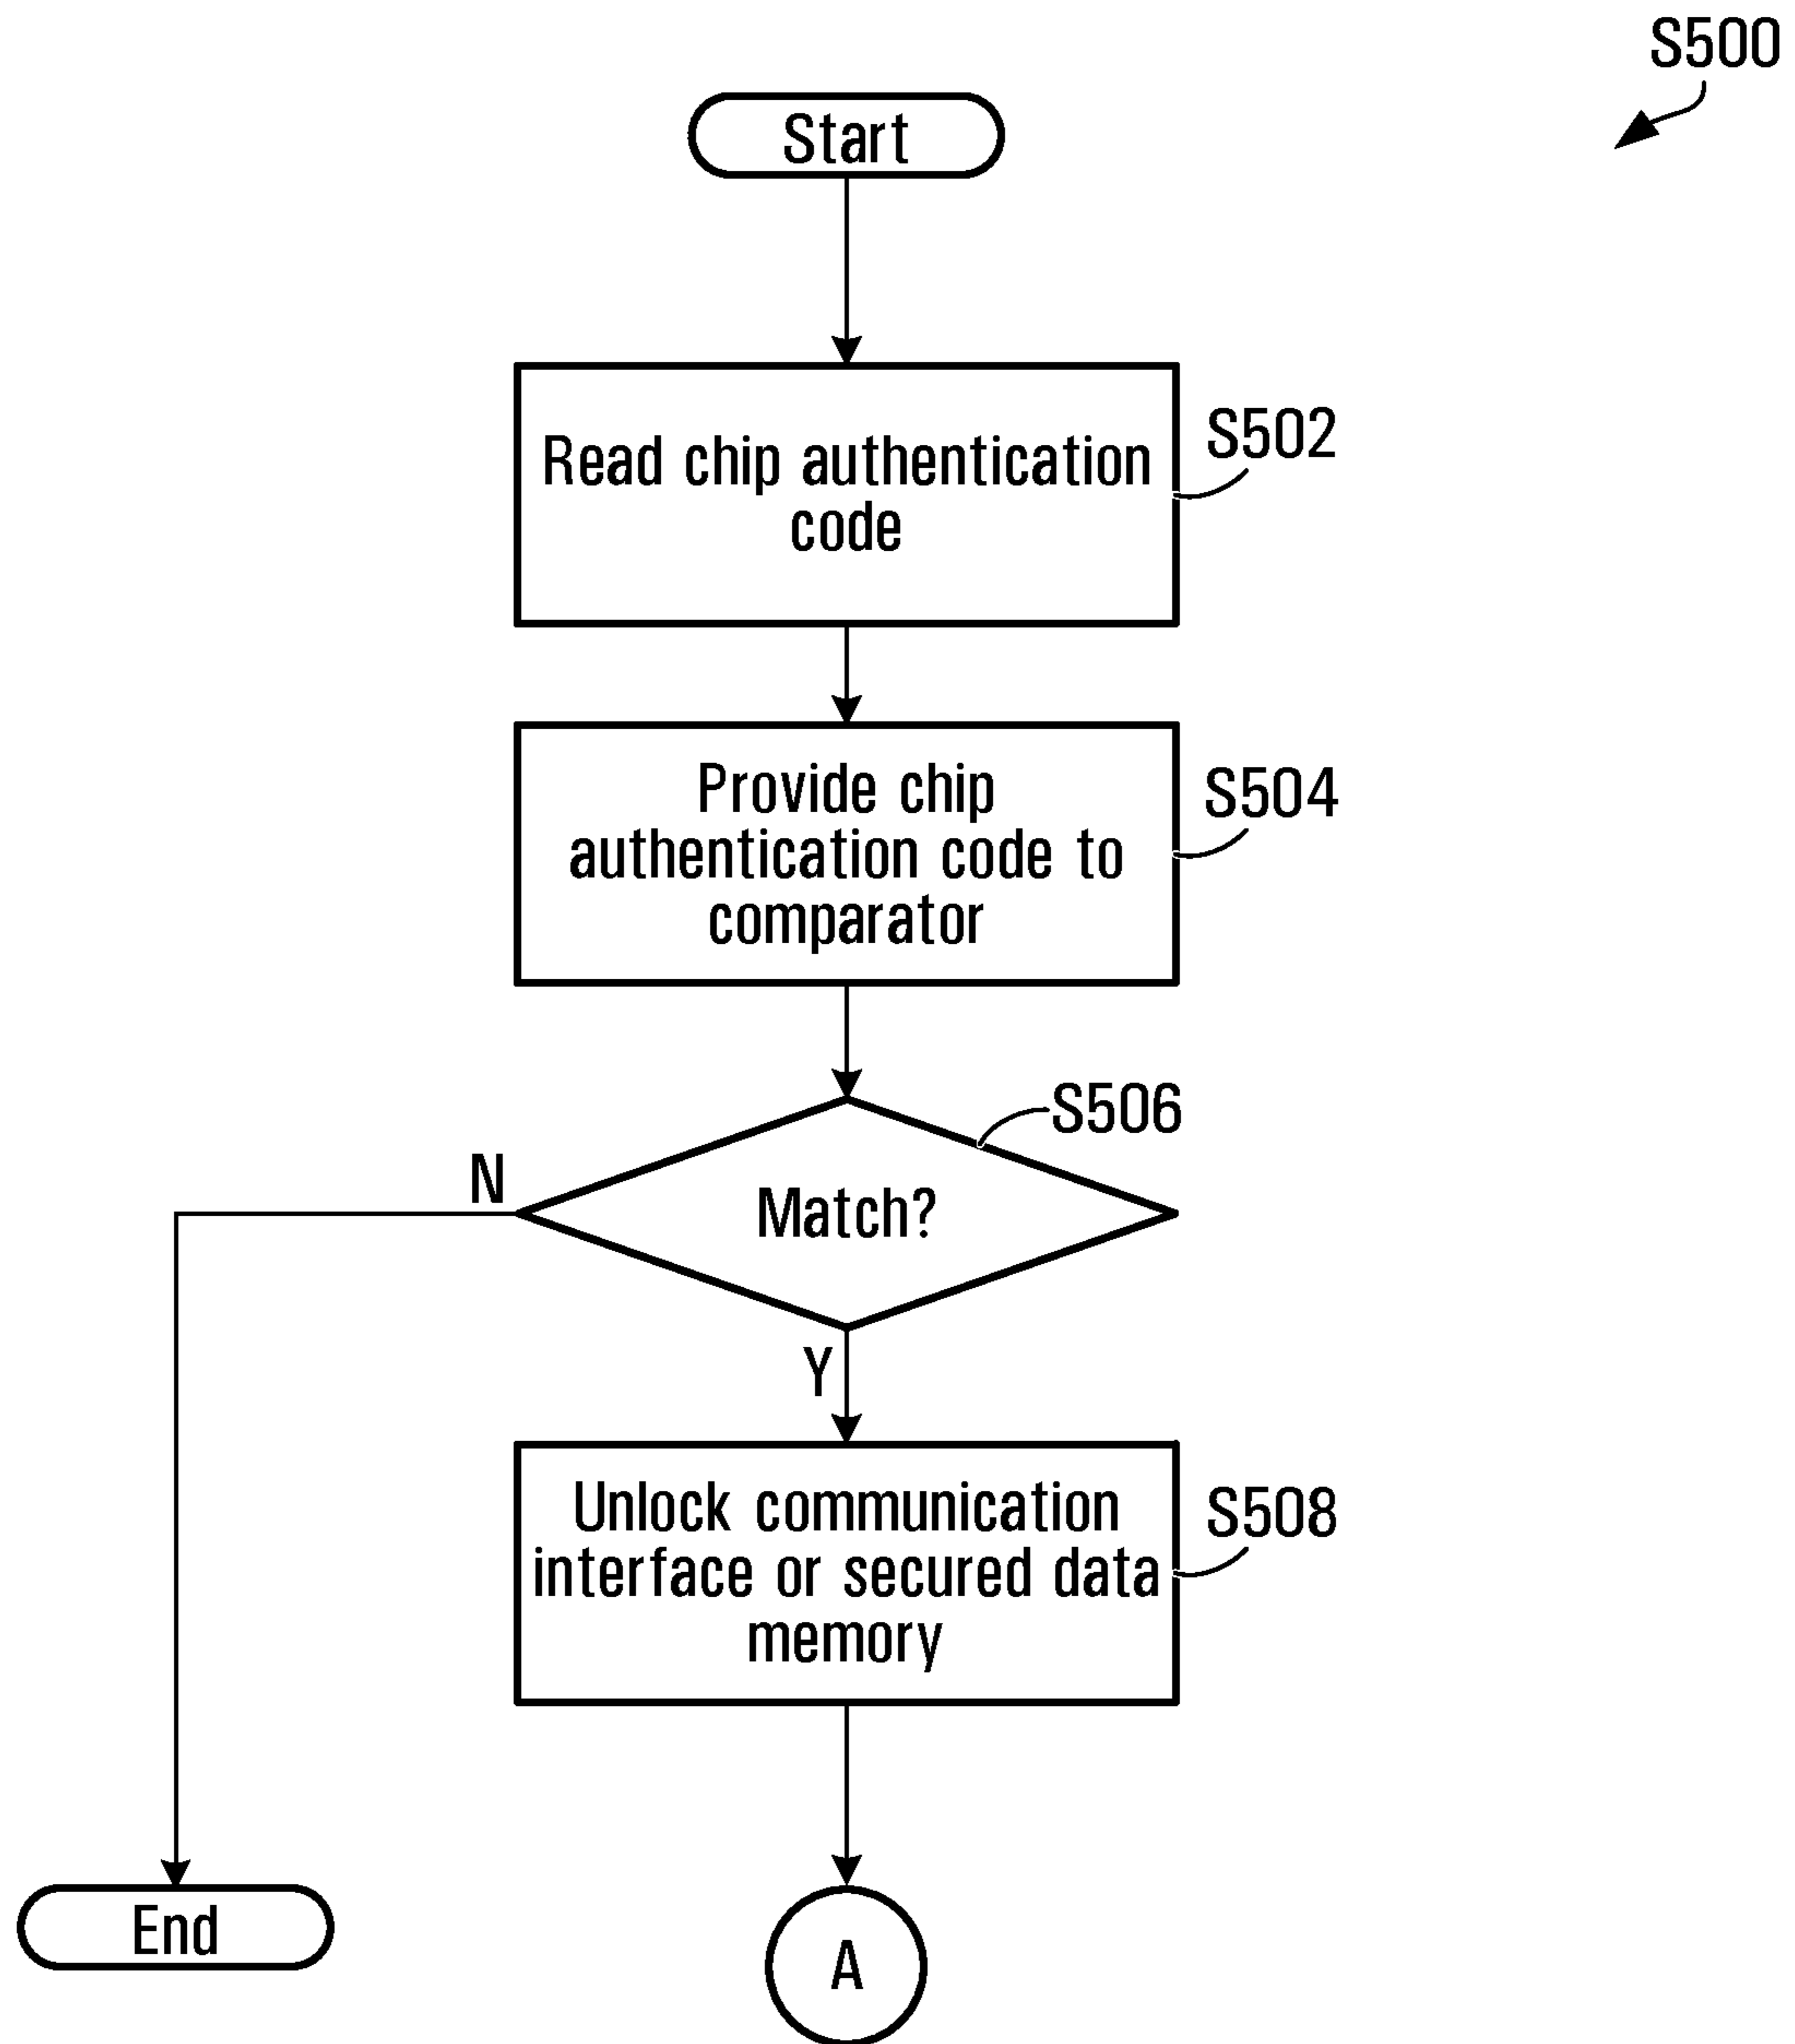 S500
Start
Read chip authentication
code
S502
Provide chip
authentication code to
comparator
S504
S506
N
Match?
Y
Unlock communication
interface or secured data
memory
S508
End
A